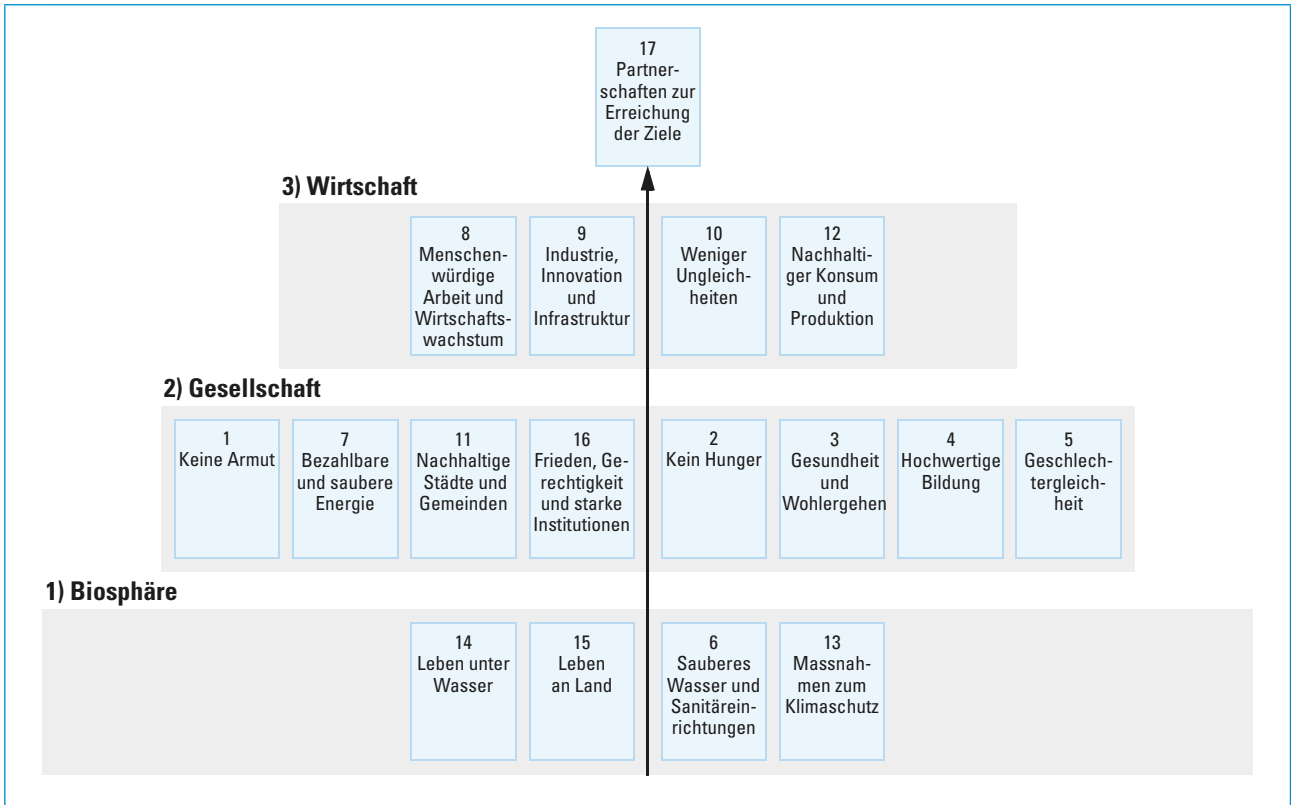 17
Partner-
schaften zur
Erreichung
der Ziele
3) Wirtschaft
8
Menschen-
würdige
Arbeit und
Wirtschafts-
wachstum
9
Industrie,
Innovation
und
Infrastruktur
10
Weniger
Ungleich-
heiten
12
Nachhalti-
ger Konsum
und
Produktion
2) Gesellschaft
1
Keine Armut
7
Bezahlbare
und saubere
Energie
11
Nachhaltige
Städte und
Gemeinden
16
Frieden, Ge-
rechtigkeit
und starke
Institutionen
2
Kein Hunger
3
Gesundheit
und
Wohlergehen
4
Hochwertige
Bildung
5
Geschlech-
tergleich-
heit
1) Biosphäre
14
Leben unter
Wasser
15
Leben
an Land
6
Sauberes
Wasser und
Sanitärein-
richtungen
13
Massnah-
men zum
Klimaschutz